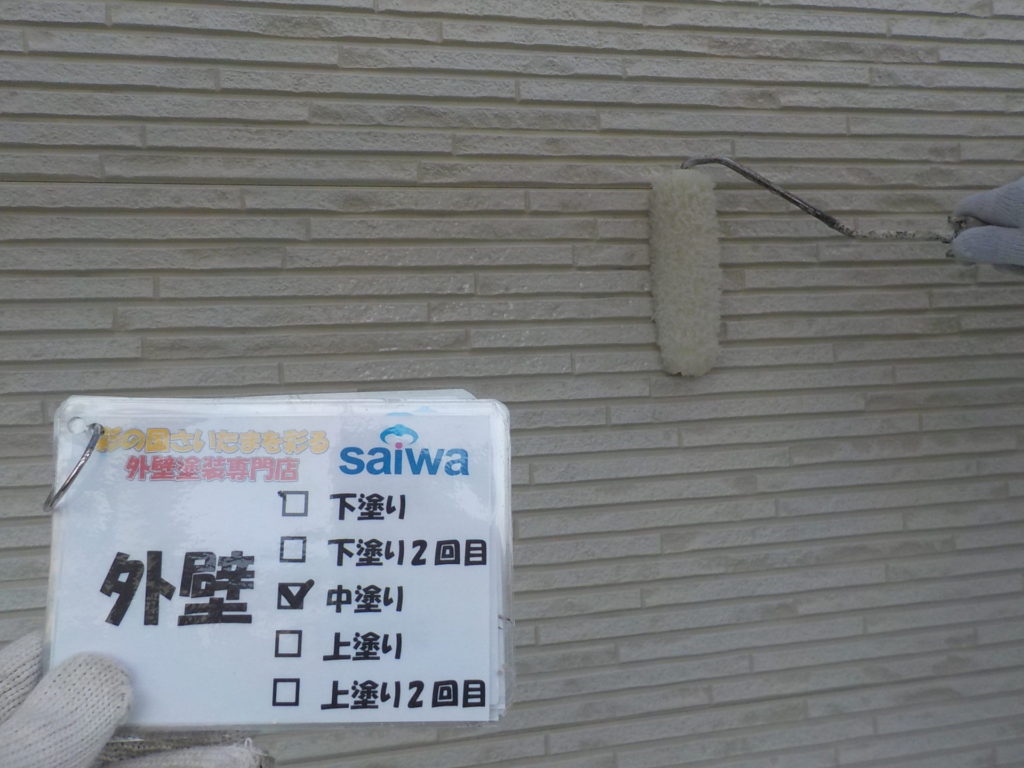 彩の国さいたまを彩る
外壁塗装専門店
saiwa
外壁
☐ 下塗り
☐ 下塗り2回目
☑ 中塗り
☐ 上塗り
☐ 上塗り2回目